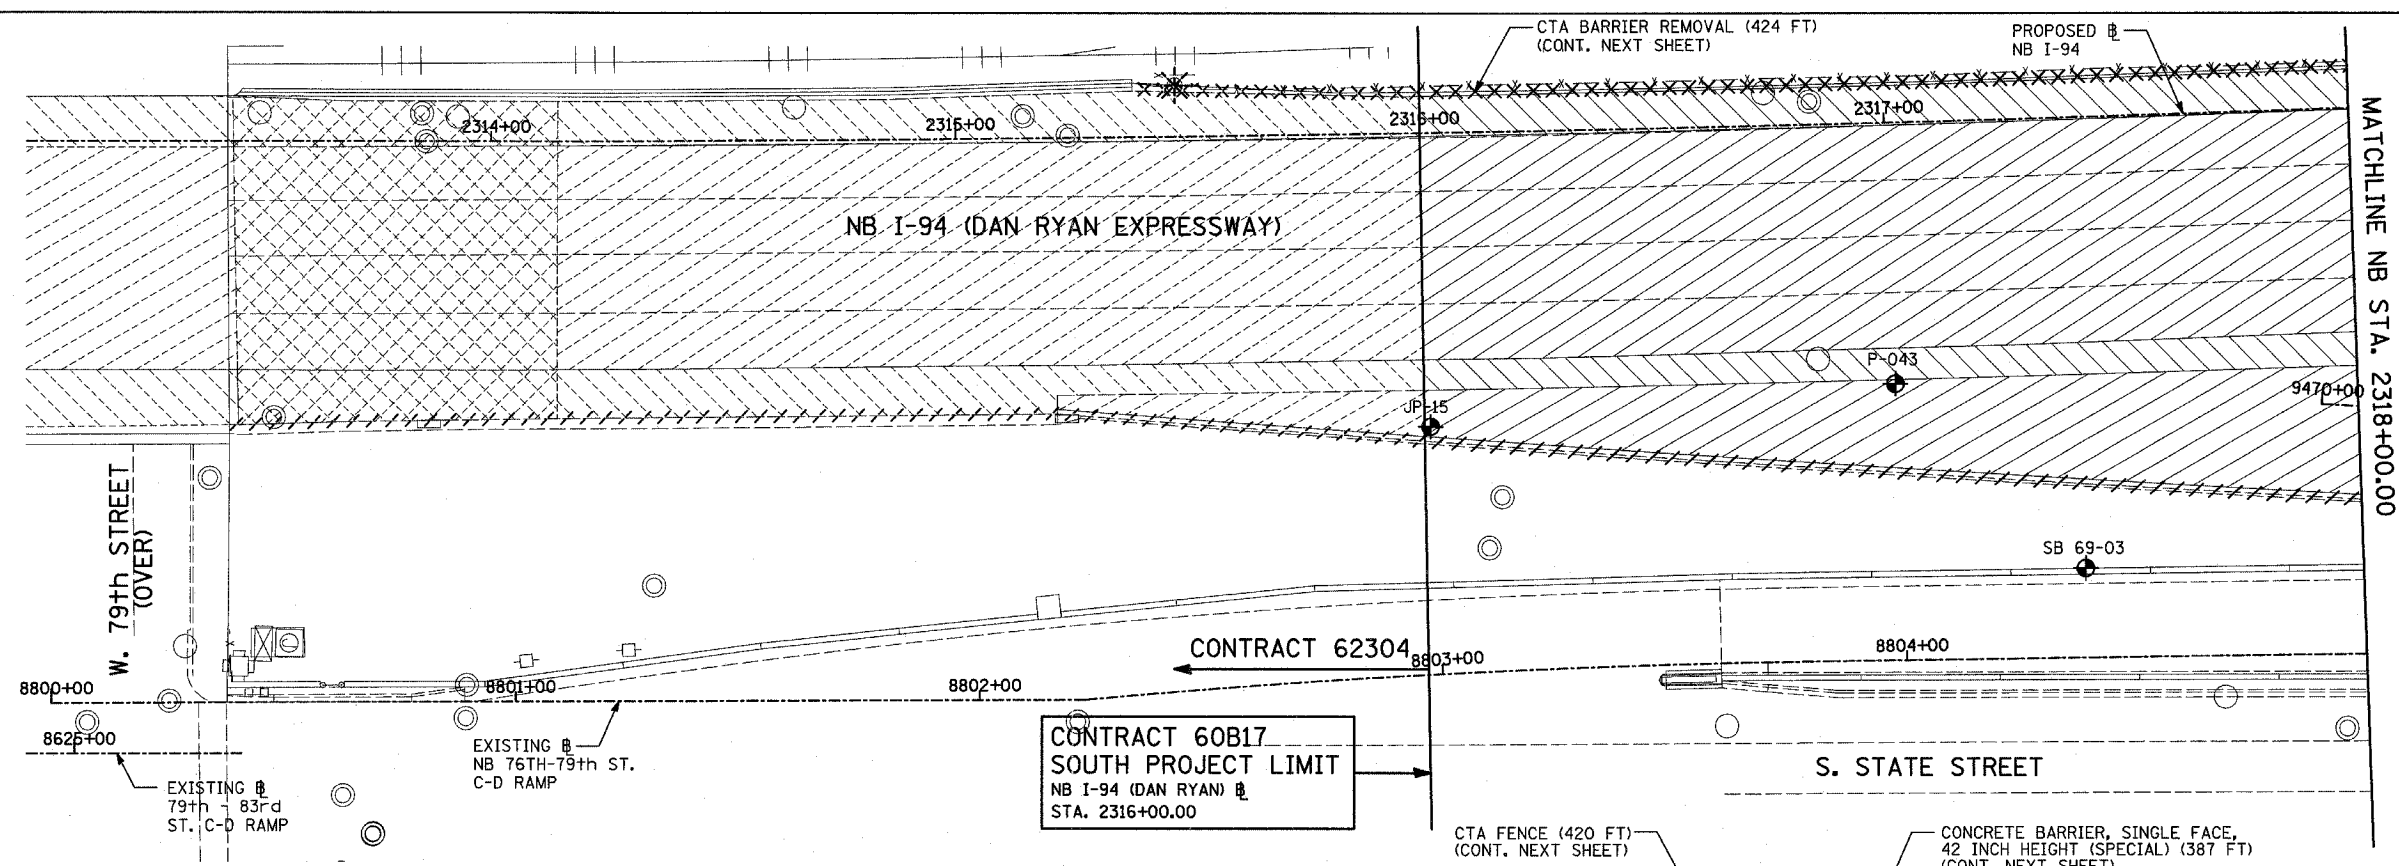 CTA BARRIER REMOVAL (424 FT)
(CONT. NEXT SHEET)
PROPOSED ⅊
NB I-94
2314+00
2315+00
2316+00
2317+00
MATCHLINE NB STA. 2318+00.00
NB I-94 (DAN RYAN EXPRESSWAY)
P-043
JP-15
9470+00
W. 79th STREET
(OVER)
SB 69-03
CONTRACT 62304
8800+00
8801+00
8802+00
8803+00
8804+00
8625+00
EXISTING ⅊
79th - 83rd
ST. C-D RAMP
EXISTING ⅊
NB 76TH-79th ST.
C-D RAMP
CONTRACT 60B17
SOUTH PROJECT LIMIT
NB I-94 (DAN RYAN) ⅊
STA. 2316+00.00
S. STATE STREET
CTA FENCE (420 FT)
(CONT. NEXT SHEET)
CONCRETE BARRIER, SINGLE FACE,
42 INCH HEIGHT (SPECIAL) (387 FT)
(CONT. NEXT SHEET)